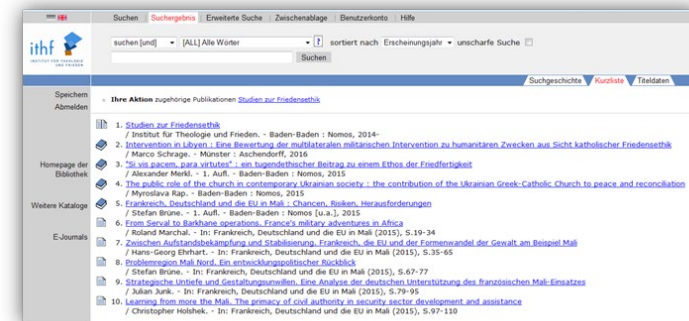 Suchen | Suchergebnis | Erweiterte Suche | Zwischenablage | Benutzerkonto | Hilfe
ithf
INSTITUT FÜR THEOLOGIE
UND FRIEDEN
suchen [und] [ALL] Alle Wörter ? sortiert nach Erscheinungsjahr unscharfe Suche
Suchen
Suchgeschichte Kurzliste Titeldaten
Speichern
Abmelden
Homepage der
Bibliothek
Weitere Kataloge
E-Journals
Ihre Aktion zugehörige Publikationen Studien zur Friedensethik
1. Studien zur Friedensethik
/ Institut für Theologie und Frieden. - Baden-Baden : Nomos, 2014-
2. Intervention in Libyen : Eine Bewertung der multilateralen militärischen Intervention zu humanitären Zwecken aus Sicht katholischer Friedensethik
/ Marco Schrage. - Münster : Aschendorff, 2016
3. "Si vis pacem, para virtutes" : ein tugendethischer Beitrag zu einem Ethos der Friedfertigkeit
/ Alexander Merkl. - 1. Aufl. - Baden-Baden : Nomos, 2015
4. The public role of the church in contemporary Ukrainian society : the contribution of the Ukrainian Greek-Catholic Church to peace and reconciliation
/ Myroslava Rap. - Baden-Baden : Nomos, 2015
5. Frankreich, Deutschland und die EU in Mali : Chancen, Risiken, Herausforderungen
/ Stefan Brüne. - 1. Aufl. - Baden-Baden : Nomos [u.a.], 2015
6. From Serval to Barkhane operations. France's military adventures in Africa
/ Roland Marchal. - In: Frankreich, Deutschland und die EU in Mali (2015), S.19-34
7. Zwischen Aufstandsbekämpfung und Stabilisierung. Frankreich, die EU und der Formenwandel der Gewalt am Beispiel Mali
/ Hans-Georg Ehrhart. - In: Frankreich, Deutschland und die EU in Mali (2015), S.35-65
8. Problemregion Mali Nord. Ein entwicklungspolitischer Rückblick
/ Stefan Brüne. - In: Frankreich, Deutschland und die EU in Mali (2015), S.67-77
9. Strategische Untiefe und Gestaltungsunwillen. Eine Analyse der deutschen Unterstützung des französischen Mali-Einsatzes
/ Julian Junk. - In: Frankreich, Deutschland und die EU in Mali (2015), S.79-95
10. Learning from more the Mali. The primacy of civil authority in security sector development and assistance
/ Christopher Holshek. - In: Frankreich, Deutschland und die EU in Mali (2015), S.97-110